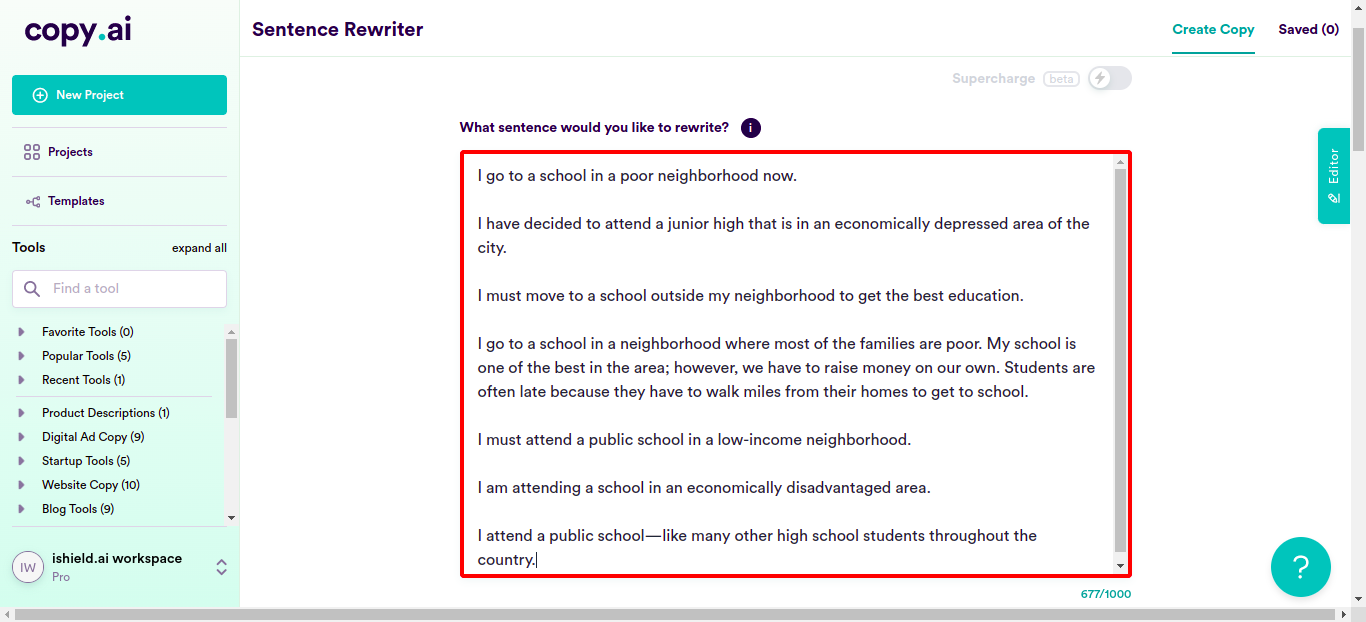 copy.ai
Sentence Rewriter
Create Copy
Saved (0)
New Project
Projects
Templates
Tools
expand all
Find a tool
Favorite Tools (0)
Popular Tools (5)
Recent Tools (1)
Product Descriptions (1)
Digital Ad Copy (9)
Startup Tools (5)
Website Copy (10)
Blog Tools (9)
IW
ishield.ai workspace
Pro
Supercharge beta
What sentence would you like to rewrite? i
I go to a school in a poor neighborhood now.
I have decided to attend a junior high that is in an economically depressed area of the
city.
I must move to a school outside my neighborhood to get the best education.
I go to a school in a neighborhood where most of the families are poor. My school is
one of the best in the area; however, we have to raise money on our own. Students are
often late because they have to walk miles from their homes to get to school.
I must attend a public school in a low-income neighborhood.
I am attending a school in an economically disadvantaged area.
I attend a public school—like many other high school students throughout the
country.
677/1000
Editor
?